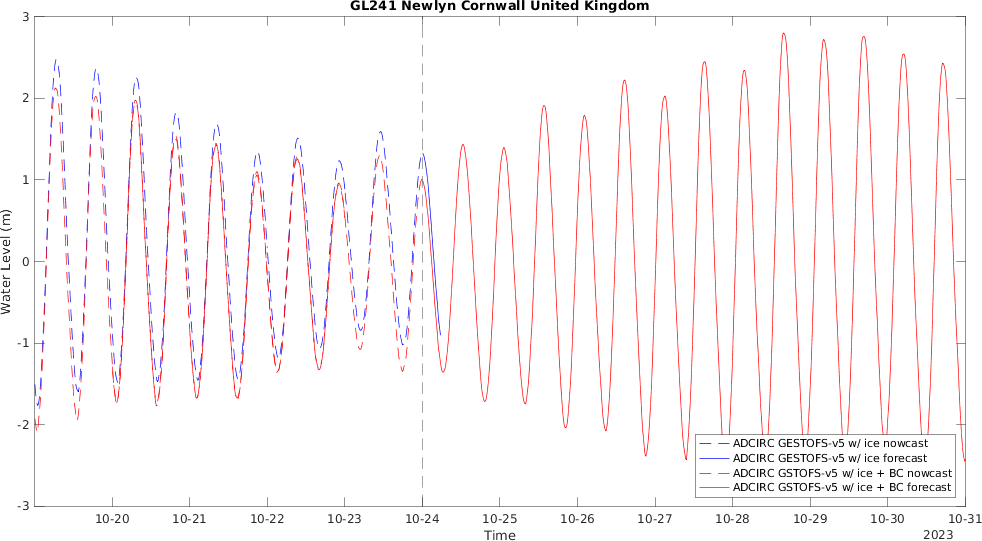 GL241 Newlyn Cornwall United Kingdom
3
2
1
0
-1
-2
-3
Water Level (m)
ADCIRC GESTOFS-v5 w/ ice nowcast
ADCIRC GESTOFS-v5 w/ ice forecast
ADCIRC GSTOFS-v5 w/ ice + BC nowcast
ADCIRC GSTOFS-v5 w/ ice + BC forecast
10-20 10-21 10-22 10-23 10-24 10-25 10-26 10-27 10-28 10-29 10-30 10-31
Time 2023